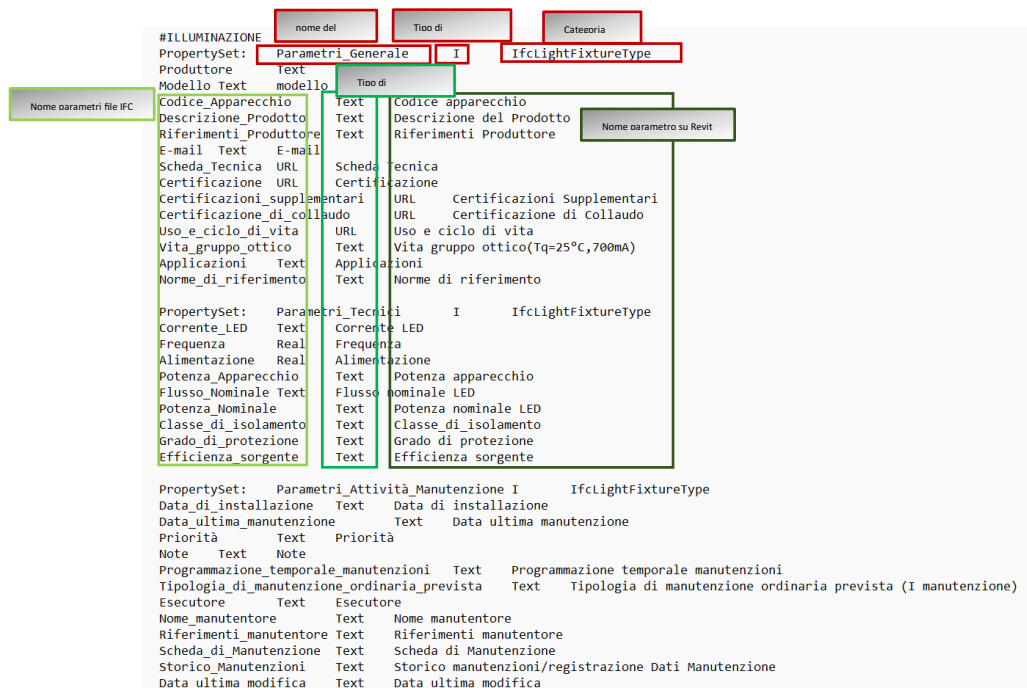 nome del
Tipo di
Categoria
#ILLUMINAZIONE
PropertySet: Parametri_Generale I IfcLightFixtureType
Produttore Text
Modello Text modello
Tipo di
Nome parametri file IFC
Codice_Apparecchio Text Codice apparecchio
Descrizione_Prodotto Text Descrizione del Prodotto
Nome parametro su Revit
Riferimenti_Produttore Text Riferimenti Produttore
E-mail Text E-mail
Scheda_Tecnica URL Scheda Tecnica
Certificazione URL Certificazione
Certificazioni_supplementari URL Certificazioni Supplementari
Certificazione_di_collaudo URL Certificazione di Collaudo
Uso_e_ciclo_di_vita URL Uso e ciclo di vita
Vita_gruppo_ottico Text Vita gruppo ottico(Tq=25°C,700mA)
Applicazioni Text Applicazioni
Norme_di_riferimento Text Norme di riferimento
PropertySet: Parametri_Tecnici I IfcLightFixtureType
Corrente_LED Text Corrente LED
Frequenza Real Frequenza
Alimentazione Real Alimentazione
Potenza_Apparecchio Text Potenza apparecchio
Flusso_Nominale Text Flusso nominale LED
Potenza_Nominale Text Potenza nominale LED
Classe_di_isolamento Text Classe_di_isolamento
Grado_di_protezione Text Grado di protezione
Efficienza_sorgente Text Efficienza sorgente
PropertySet: Parametri_Attività_Manutenzione I IfcLightFixtureType
Data_di_installazione Text Data di installazione
Data_ultima_manutenzione Text Data ultima manutenzione
Priorità Text Priorità
Note Text Note
Programmazione_temporale_manutenzioni Text Programmazione temporale manutenzioni
Tipologia_di_manutenzione_ordinaria_prevista Text Tipologia di manutenzione ordinaria prevista (I manutenzione)
Esecutore Text Esecutore
Nome_manutentore Text Nome manutentore
Riferimenti_manutentore Text Riferimenti manutentore
Scheda_di_Manutenzione Text Scheda di Manutenzione
Storico_Manutenzioni Text Storico manutenzioni/registrazione Dati Manutenzione
Data ultima modifica Text Data ultima modifica